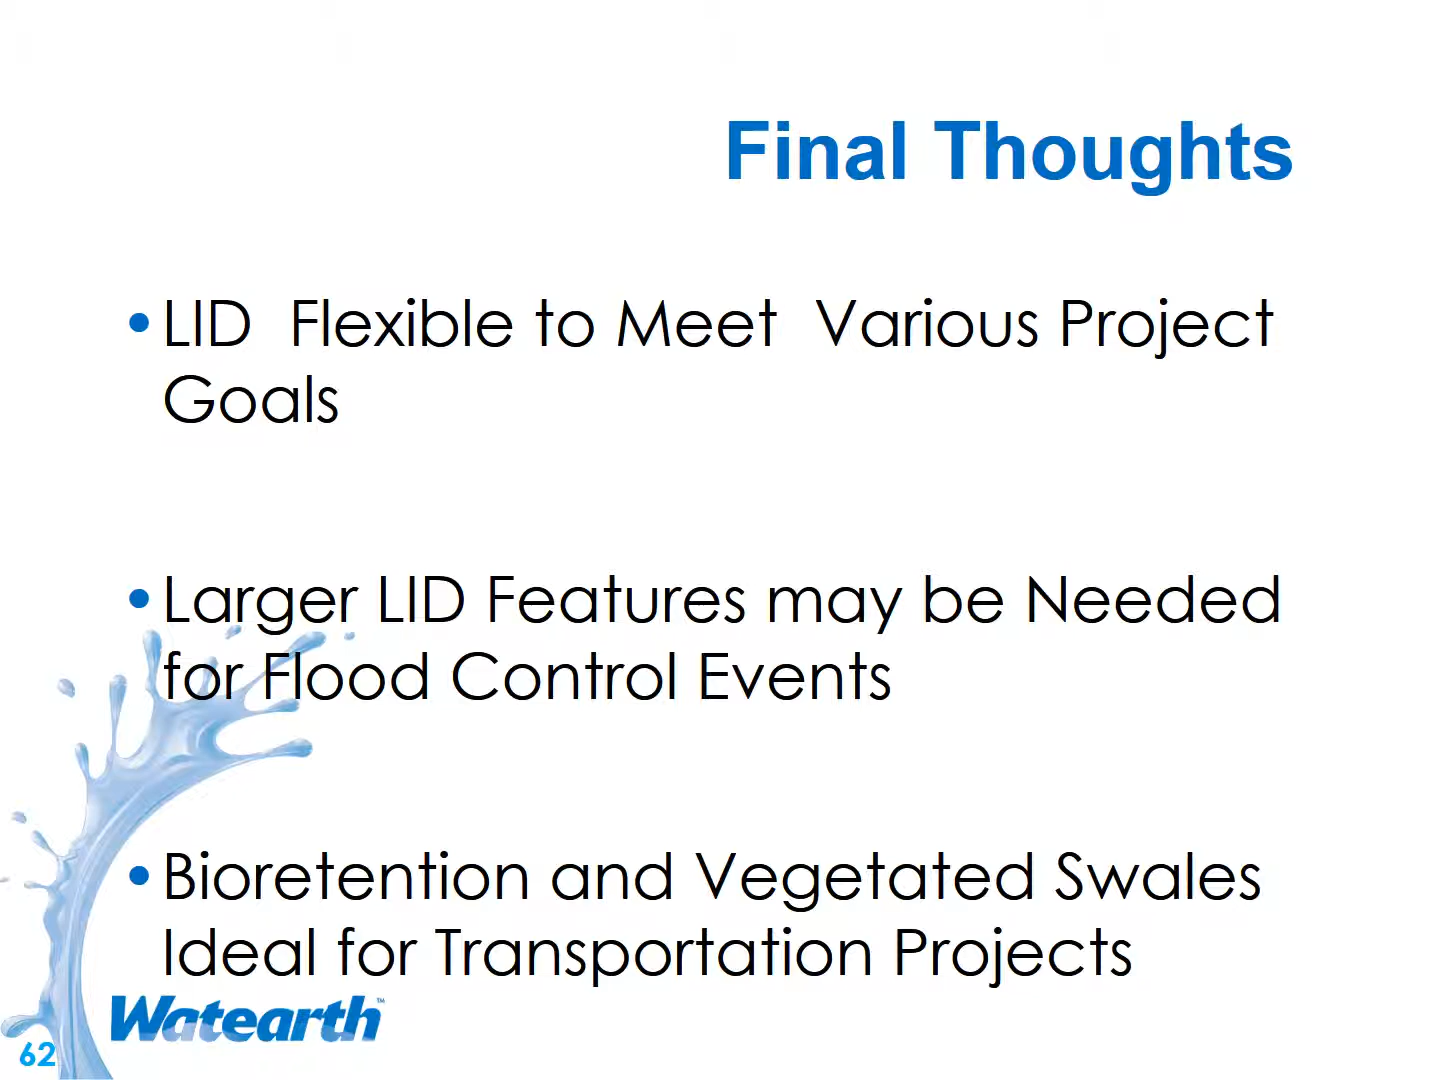 Final Thoughts
•LID  Flexible to Meet  Various Project
Goals
•Larger LID Features may be Needed
for Flood Control Events
•Bioretention and Vegetated Swales
Ideal for Transportation Projects
Watearth™
62